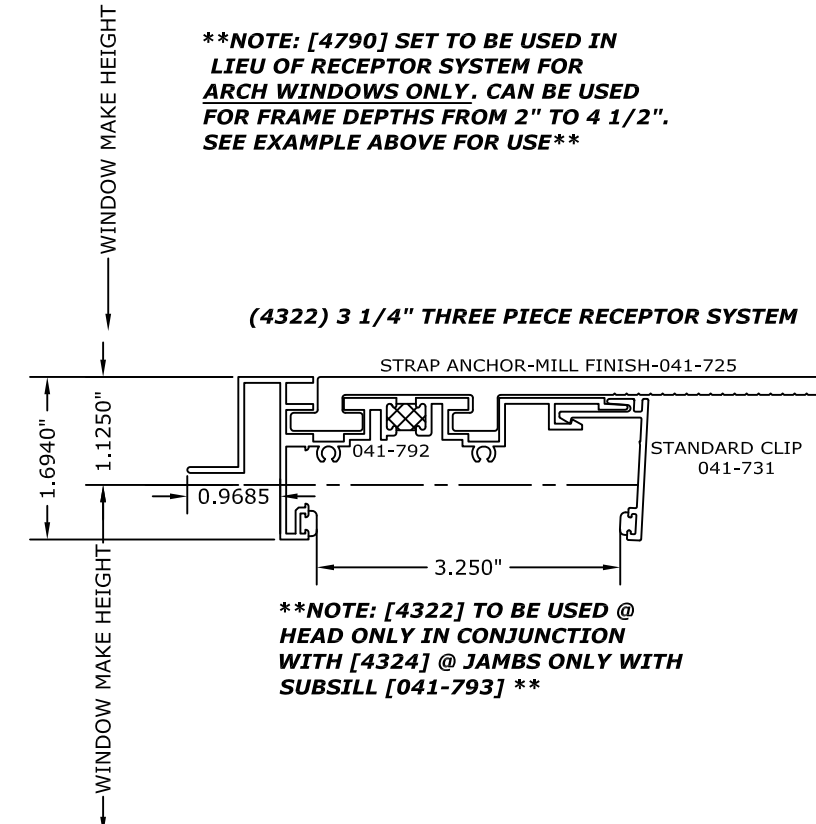 WINDOW MAKE HEIGHT
**NOTE: [4790] SET TO BE USED IN
LIEU OF RECEPTOR SYSTEM FOR
ARCH WINDOWS ONLY. CAN BE USED
FOR FRAME DEPTHS FROM 2" TO 4 1/2".
SEE EXAMPLE ABOVE FOR USE**
(4322) 3 1/4" THREE PIECE RECEPTOR SYSTEM
STRAP ANCHOR-MILL FINISH-041-725
1.6940"
1.1250"
041-792
STANDARD CLIP
041-731
0.9685
3.250"
WINDOW MAKE HEIGHT
**NOTE: [4322] TO BE USED @
HEAD ONLY IN CONJUNCTION
WITH [4324] @ JAMBS ONLY WITH
SUBSILL [041-793] **